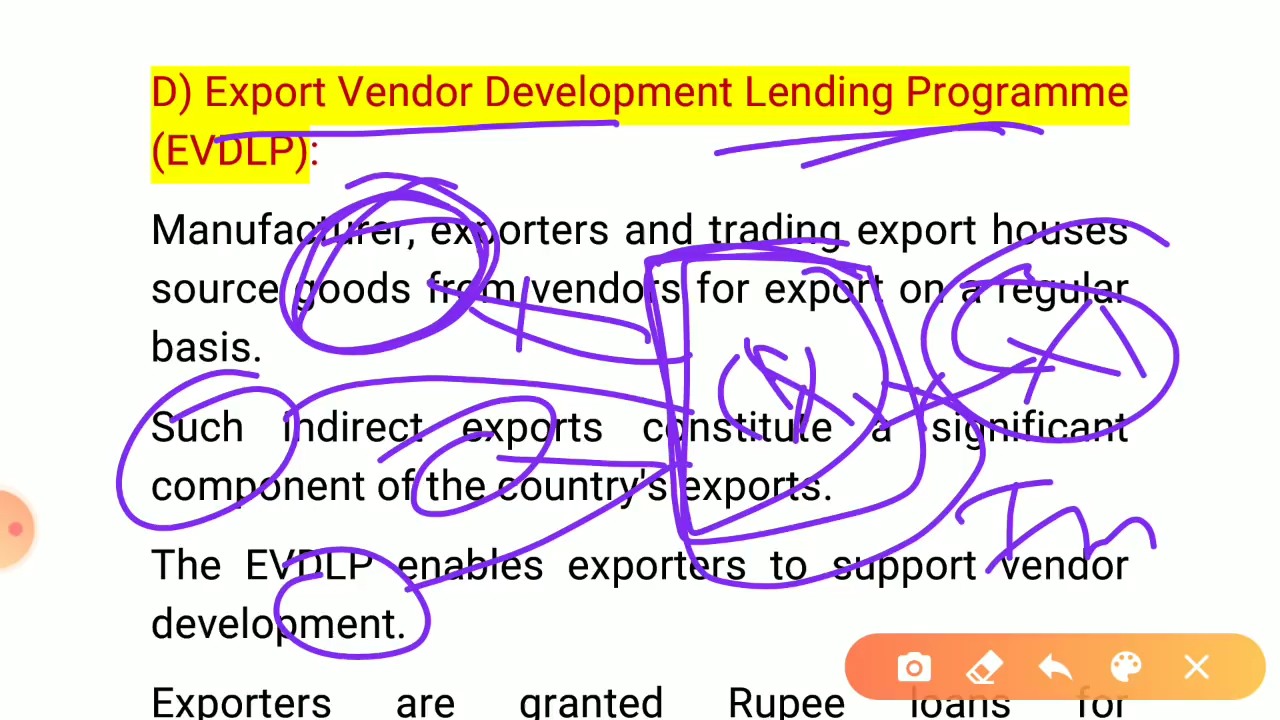 D) Export Vendor Development Lending Programme
(EVDLP):
Manufacturer, exporters and trading export houses
source goods from vendors for export on a regular
basis.
Such indirect exports constitute a significant
component of the country's exports.
The EVDLP enables exporters to support vendor
development.
Exporters are granted Rupee loans for